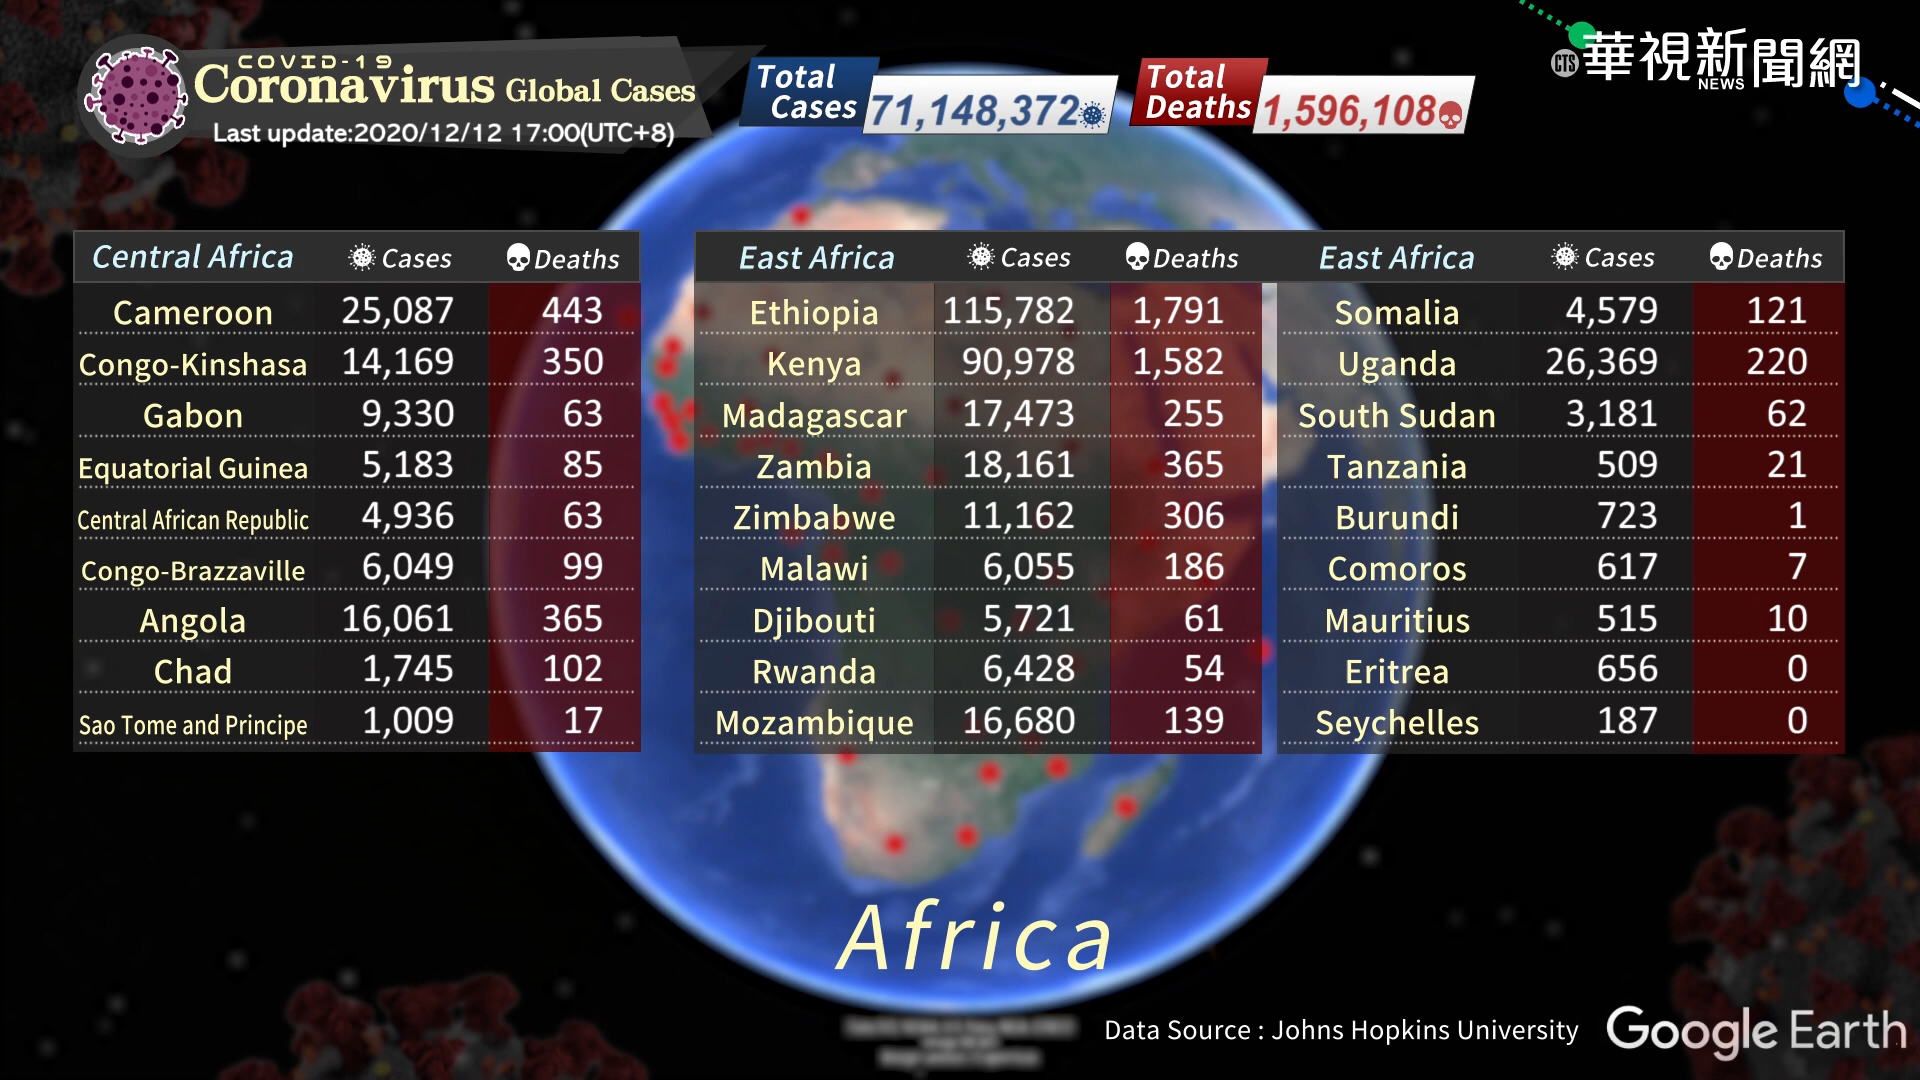 COVID-19
Coronavirus Global Cases
Last update:2020/12/12 17:00(UTC+8)
Total Cases 71,148,372
Total Deaths 1,596,108
CTS 華視新聞網
NEWS
Central Africa Cases Deaths
Cameroon 25,087 443
Congo-Kinshasa 14,169 350
Gabon 9,330 63
Equatorial Guinea 5,183 85
Central African Republic 4,936 63
Congo-Brazzaville 6,049 99
Angola 16,061 365
Chad 1,745 102
Sao Tome and Principe 1,009 17
East Africa Cases Deaths
Ethiopia 115,782 1,791
Kenya 90,978 1,582
Madagascar 17,473 255
Zambia 18,161 365
Zimbabwe 11,162 306
Malawi 6,055 186
Djibouti 5,721 61
Rwanda 6,428 54
Mozambique 16,680 139
East Africa Cases Deaths
Somalia 4,579 121
Uganda 26,369 220
South Sudan 3,181 62
Tanzania 509 21
Burundi 723 1
Comoros 617 7
Mauritius 515 10
Eritrea 656 0
Seychelles 187 0
Africa
Data Source : Johns Hopkins University
Google Earth